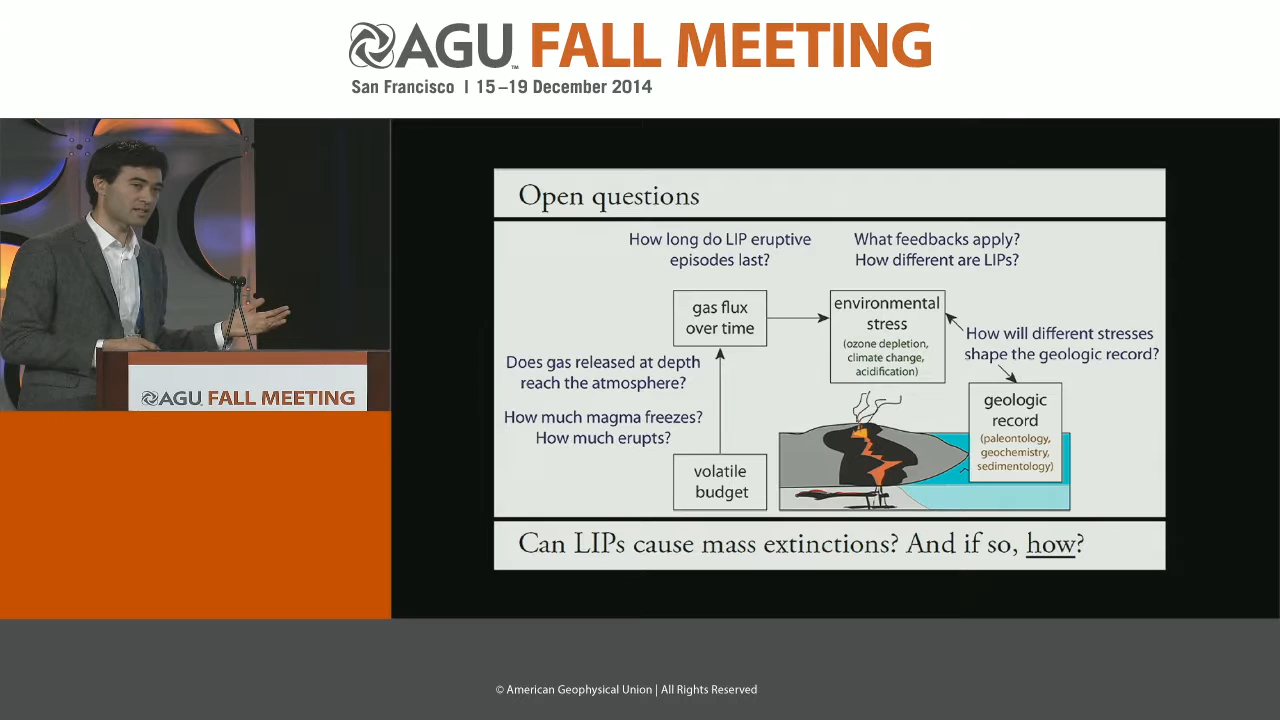 AGU™ FALL MEETING
San Francisco | 15–19 December 2014
AGU FALL MEETING
Open questions
How long do LIP eruptive
episodes last?
What feedbacks apply?
How different are LIPs?
gas flux
over time
environmental
stress
(ozone depletion,
climate change,
acidification)
How will different stresses
shape the geologic record?
Does gas released at depth
reach the atmosphere?
How much magma freezes?
How much erupts?
geologic
record
(paleontology,
geochemistry,
sedimentology)
volatile
budget
Can LIPs cause mass extinctions? And if so, how?
© American Geophysical Union | All Rights Reserved